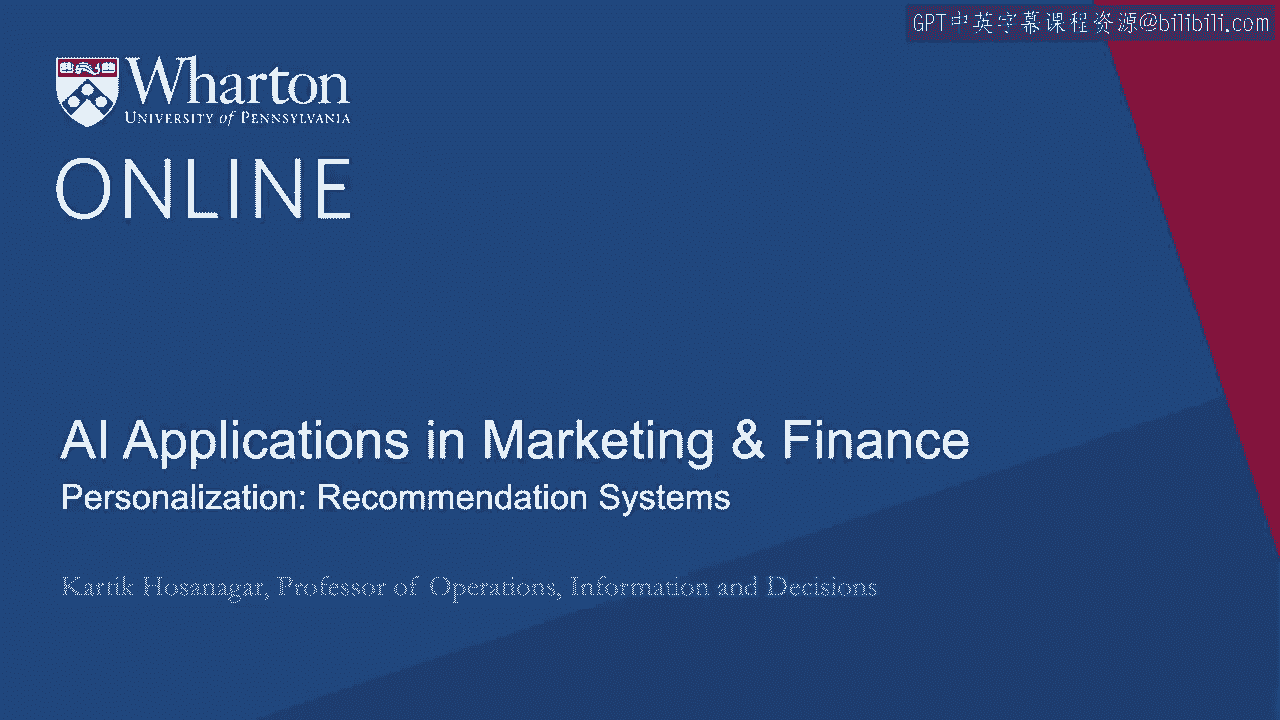 GPT中英字幕课程资源@bilibili.com
Wharton
UNIVERSITY of PENNSYLVANIA
ONLINE
AI Applications in Marketing & Finance
Personalization: Recommendation Systems
Kartik Hosanagar, Professor of Operations, Information and Decisions